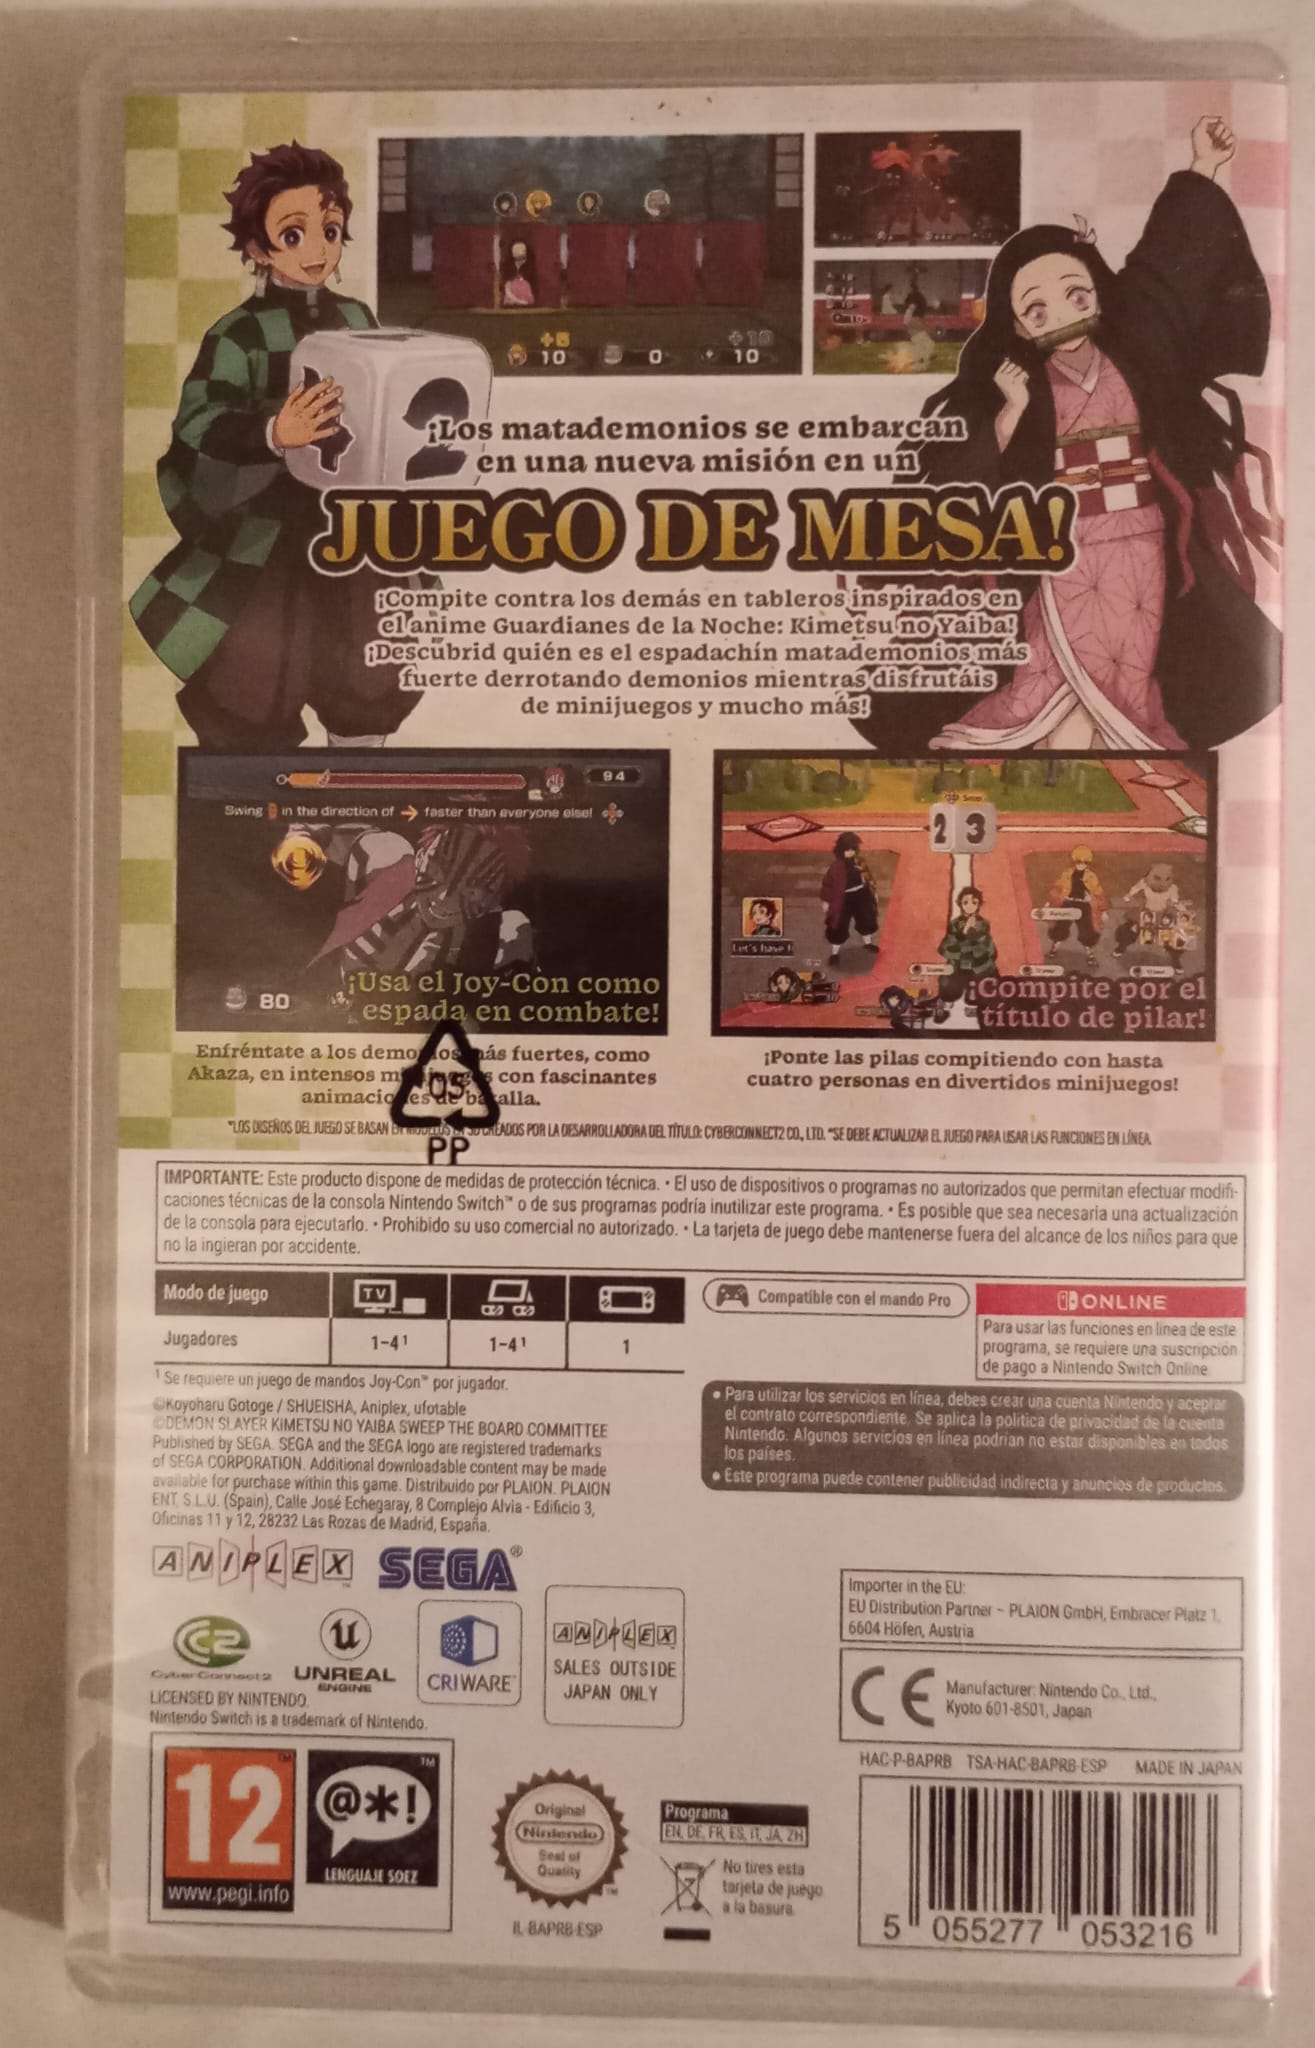 +5
10
0
+10
10
1 2
¡Los matademonios se embarcan
en una nueva misión en un
JUEGO DE MESA!
¡Compite contra los demás en tableros inspirados en
el anime Guardianes de la Noche: Kimetsu no Yaiba!
¡Descubrid quién es el espadachín matademonios más
fuerte derrotando demonios mientras disfrutáis
de minijuegos y mucho más!
94
Swing in the direction of → faster than everyone else!
80
¡Usa el Joy-Con como
espada en combate!
2 3
Let's have
¡Compite por el
título de pilar!
Enfréntate a los demonios más fuertes, como
Akaza, en intensos minijuegos con fascinantes
animaciones de batalla.
¡Ponte las pilas compitiendo con hasta
cuatro personas en divertidos minijuegos!
05
PP
*LOS DISEÑOS DEL JUEGO SE BASAN EN MODELOS EN 3D CREADOS POR LA DESARROLLADORA DEL TÍTULO: CYBERCONNECT2 CO., LTD. *SE DEBE ACTUALIZAR EL JUEGO PARA USAR LAS FUNCIONES EN LÍNEA.
IMPORTANTE: Este producto dispone de medidas de protección técnica. • El uso de dispositivos o programas no autorizados que permitan efectuar modifi-
caciones técnicas de la consola Nintendo Switch™ o de sus programas podría inutilizar este programa. • Es posible que sea necesaria una actualización
de la consola para ejecutarlo. • Prohibido su uso comercial no autorizado. • La tarjeta de juego debe mantenerse fuera del alcance de los niños para que
no la ingieran por accidente.
Modo de juego TV
Jugadores 1-4¹ 1-4¹ 1
¹ Se requiere un juego de mandos Joy-Con™ por jugador.
Compatible con el mando Pro
ONLINE
Para usar las funciones en línea de este
programa, se requiere una suscripción
de pago a Nintendo Switch Online.
• Para utilizar los servicios en línea, debes crear una cuenta Nintendo y aceptar
el contrato correspondiente. Se aplica la política de privacidad de la cuenta
Nintendo. Algunos servicios en línea podrían no estar disponibles en todos
los países.
• Este programa puede contener publicidad indirecta y anuncios de productos.
©Koyoharu Gotoge / SHUEISHA, Aniplex, ufotable
©DEMON SLAYER KIMETSU NO YAIBA SWEEP THE BOARD COMMITTEE
Published by SEGA. SEGA and the SEGA logo are registered trademarks
of SEGA CORPORATION. Additional downloadable content may be made
available for purchase within this game. Distribuido por PLAION. PLAION
ENT, S.L.U. (Spain), Calle José Echegaray, 8 Complejo Alvia - Edificio 3,
Oficinas 11 y 12, 28232 Las Rozas de Madrid, España.
ANIPLEX™ SEGA®
C2
CyberConnect2
UNREAL
ENGINE
CRIWARE™
ANIPLEX
SALES OUTSIDE
JAPAN ONLY
LICENSED BY NINTENDO.
Nintendo Switch is a trademark of Nintendo.
Importer in the EU:
EU Distribution Partner – PLAION GmbH, Embracer Platz 1,
6604 Höfen, Austria
CE
Manufacturer: Nintendo Co., Ltd.,
Kyoto 601-8501, Japan
HAC-P-BAPRB TSA-HAC-BAPRB-ESP MADE IN JAPAN
12™
www.pegi.info
@*!™
LENGUAJE SOEZ
Original
Nintendo
Seal of
Quality
™
IL-BAPRB-ESP
Programa
EN, DE, FR, ES, IT, JA, ZH
No tires esta
tarjeta de juego
a la basura.
5 055277 053216